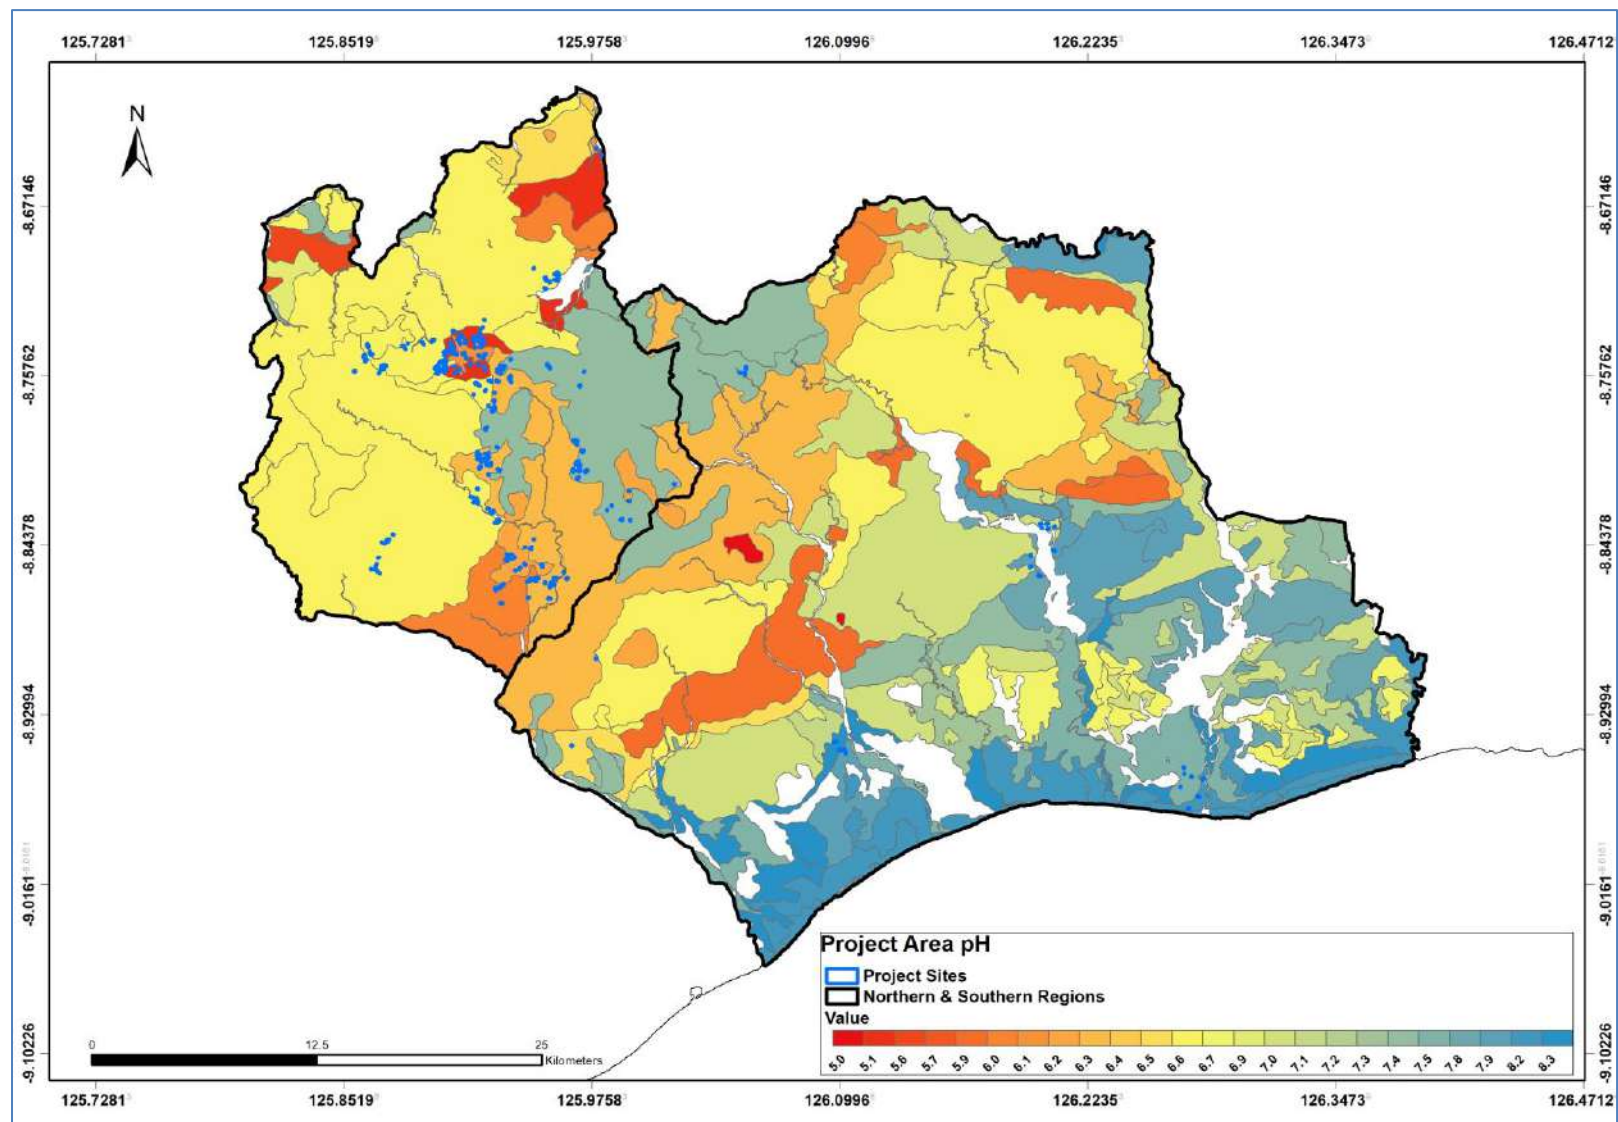 125.7281 125.8519 125.9758 126.0996 126.2235 126.3473 126.4712
N
-8.67146 -8.67146
-8.75762 -8.75762
-8.84378 -8.84378
-8.92994 -8.92994
-9.0161 -9.0161
-9.10226 -9.10226
Project Area pH
Project Sites
Northern & Southern Regions
Value
5.0 5.1 5.6 5.7 5.9 6.0 6.1 6.2 6.3 6.4 6.5 6.6 6.7 6.9 7.0 7.1 7.2 7.4 7.5 7.8 7.9 8.2 8.3
0 12.5 25
Kilometers
125.7281 125.8519 125.9758 126.0996 126.2235 126.3473 126.4712